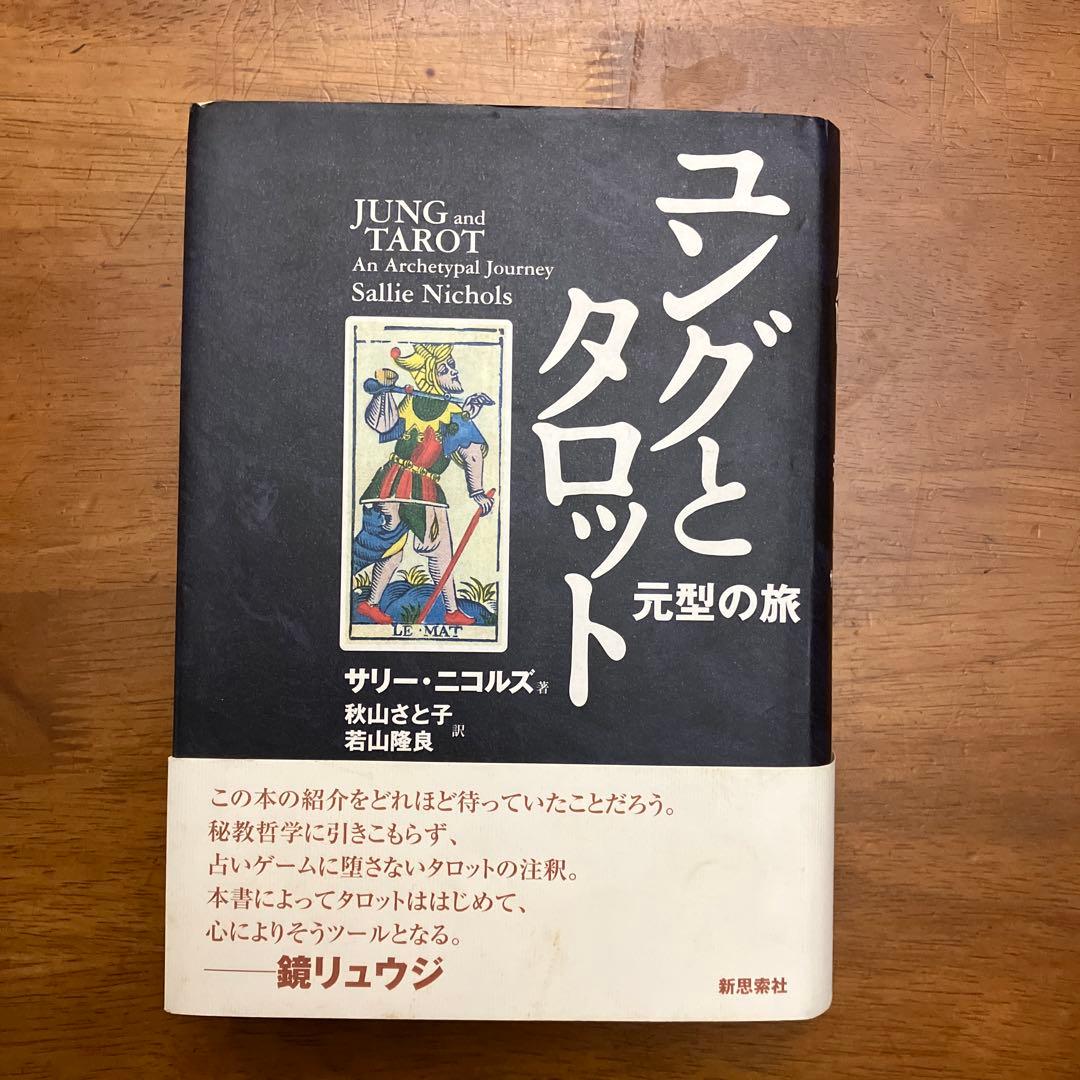 ユングと
タロット
元型の旅
JUNG and
TAROT
An Archetypal Journey
Sallie Nichols
LE·MAT
サリー・ニコルズ著
秋山さと子
若山隆良
訳
この本の紹介をどれほど待っていたことだろう。
秘教哲学に引きこもらず、
占いゲームに堕さないタロットの注釈。
本書によってタロットははじめて、
心によりそうツールとなる。
——鏡リュウジ
新思索社